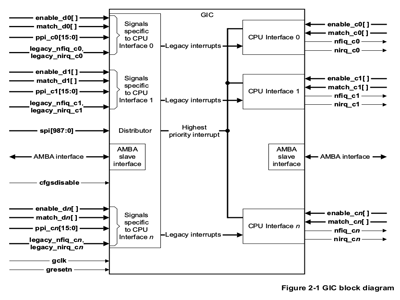 GIC
enable_d0[ ]
match_d0[ ]
ppi_c0[15:0]
legacy_nfiq_c0,
legacy_nirq_c0
Signals
specific
to CPU
Interface 0
Legacy interrupts
CPU Interface 0
enable_c0[ ]
match_c0[ ]
nfiq_c0
nirq_c0
enable_d1[ ]
match_d1[ ]
ppi_c1[15:0]
legacy_nfiq_c1,
legacy_nirq_c1
Signals
specific
to CPU
Interface 1
Legacy interrupts
CPU Interface 1
enable_c1[ ]
match_c1[ ]
nfiq_c1
nirq_c1
spi[987:0]
Distributor
Highest
priority interrupt
AMBA interface
AMBA
slave
interface
AMBA
slave
interface
AMBA interface
cfgsdisable
enable_dn[ ]
match_dn[ ]
ppi_cn[15:0]
legacy_nfiq_cn,
legacy_nirq_cn
Signals
specific
to CPU
Interface n
Legacy interrupts
CPU Interface n
enable_cn[ ]
match_cn[ ]
nfiq_cn
nirq_cn
gclk
gresetn
Figure 2-1 GIC block diagram